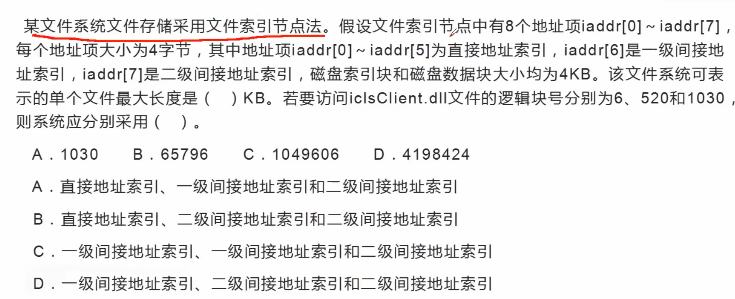 某文件系统文件存储采用文件索引节点法。假设文件索引节点中有8个地址项iaddr[0]～iaddr[7]，
每个地址项大小为4字节，其中地址项iaddr[0]～iaddr[5]为直接地址索引，iaddr[6]是一级间接地
址索引，iaddr[7]是二级间接地址索引，磁盘索引块和磁盘数据块大小均为4KB。该文件系统可表
示的单个文件最大长度是（　）KB。若要访问iclsClient.dll文件的逻辑块号分别为6、520和1030，
则系统应分别采用（　）。
A．1030　　B．65796　　C．1049606　　D．4198424
A．直接地址索引、一级间接地址索引和二级间接地址索引
B．直接地址索引、二级间接地址索引和二级间接地址索引
C．一级间接地址索引、一级间接地址索引和二级间接地址索引
D．一级间接地址索引、二级间接地址索引和二级间接地址索引